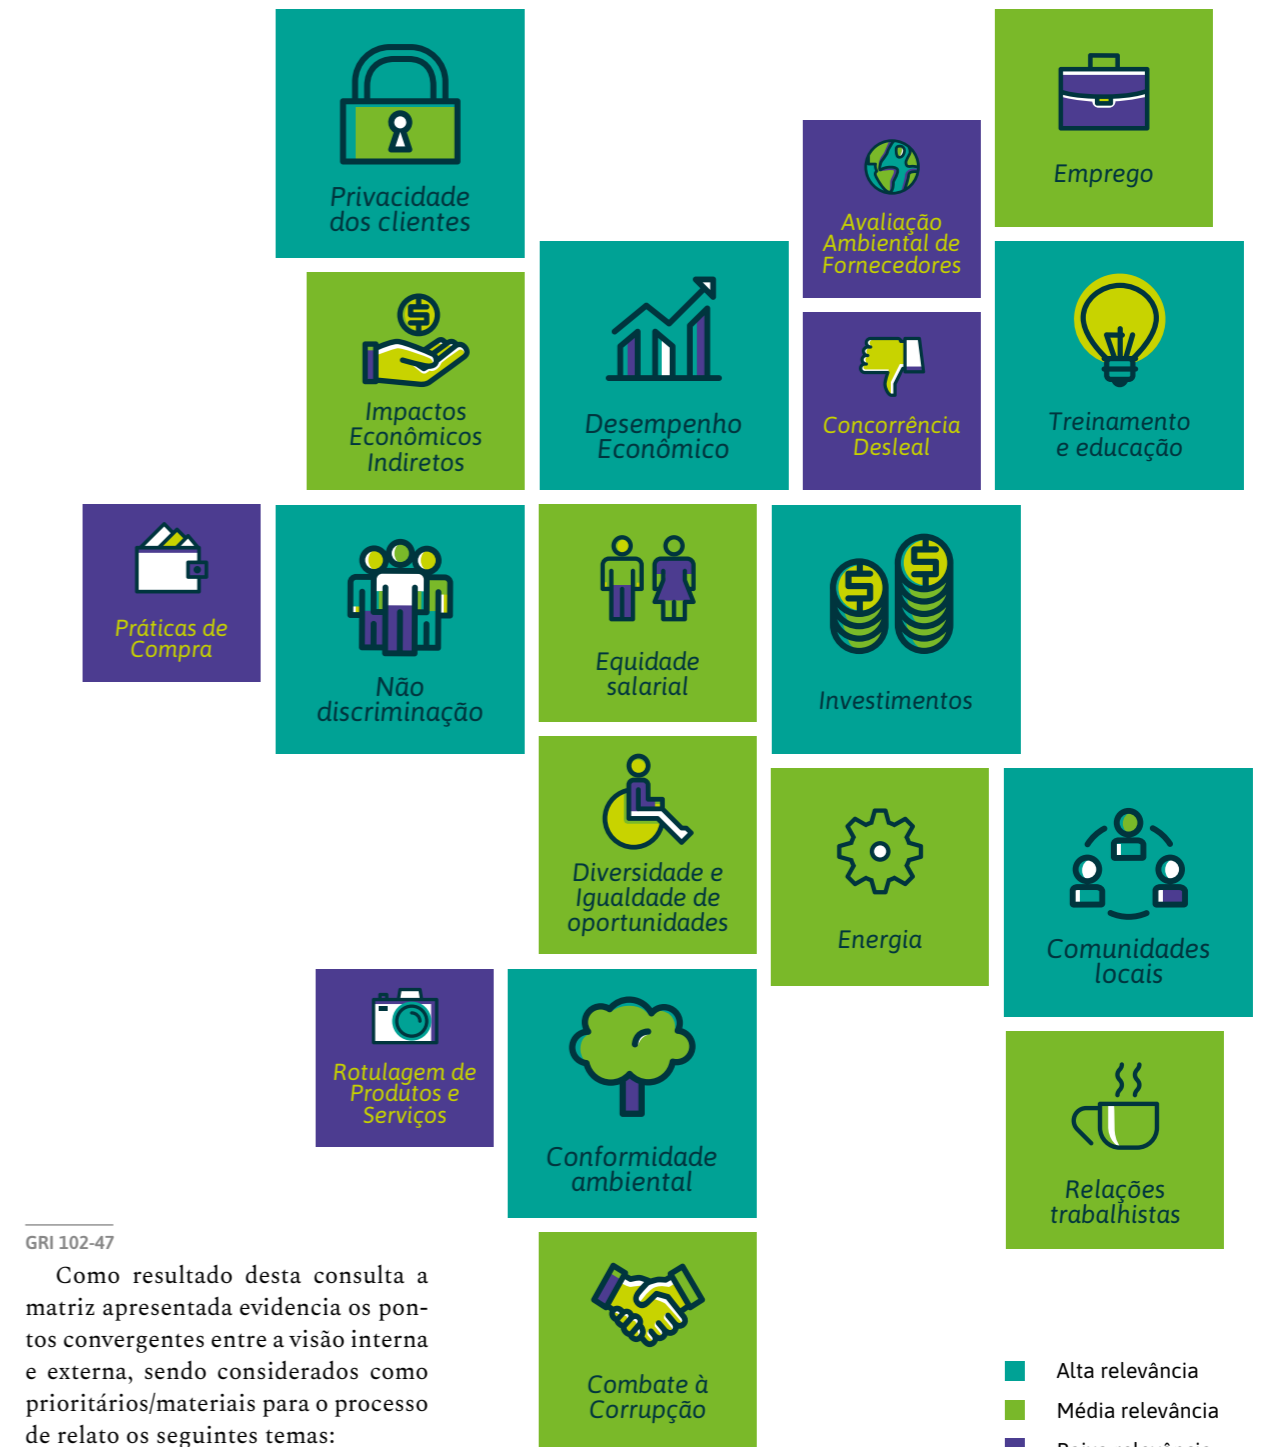 Privacidade
dos clientes
Emprego
Avaliação
Ambiental de
Fornecedores
Impactos
Econômicos
Indiretos
Desempenho
Econômico
Concorrência
Desleal
Treinamento
e educação
Práticas de
Compra
Não
discriminação
Equidade
salarial
Investimentos
Diversidade e
Igualdade de
oportunidades
Energia
Comunidades
locais
Rotulagem de
Produtos e
Serviços
Conformidade
ambiental
Relações
trabalhistas
Combate à
Corrupção
GRI 102-47
Como resultado desta consulta a
matriz apresentada evidencia os pon-
tos convergentes entre a visão interna
e externa, sendo considerados como
prioritários/materiais para o processo
de relato os seguintes temas:
Alta relevância
Média relevância
Baixa relevância